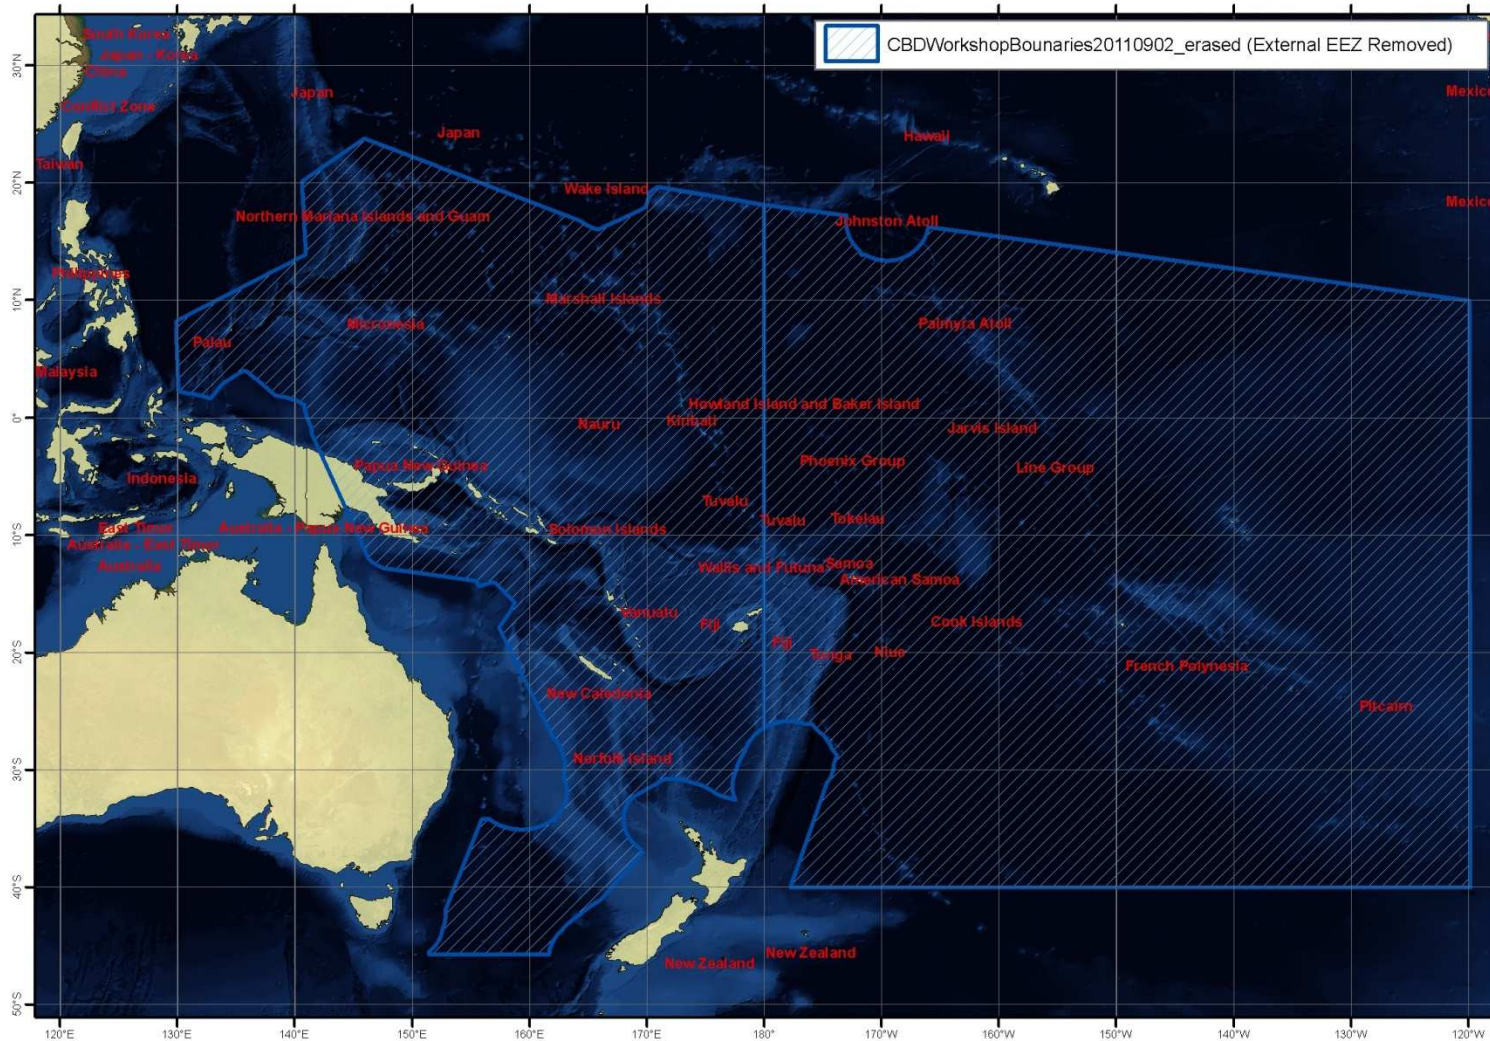 CBDWorkshopBounaries20110902_erased (External EEZ Removed)
South Korea
Japan - Korea
China
Conflict Zone
Japan
Mexico
Japan
Hawaii
Taiwan
Wake Island
Mexico
Northern Mariana Islands and Guam
Johnston Atoll
Philippines
Marshall Islands
Micronesia
Palmyra Atoll
Palau
Malaysia
Howland Island and Baker Island
Nauru
Kiribati
Jarvis Island
Papua New Guinea
Phoenix Group
Line Group
Indonesia
Tuvalu
Tuvalu
Tokelau
East Timor
Australia - Papua New Guinea
Solomon Islands
Australia - East Timor
Australia
Wallis and Futuna
Samoa
American Samoa
Vanuatu
Fiji
Cook Islands
Fiji
Tonga
Niue
French Polynesia
New Caledonia
Pitcairn
Norfolk Island
New Zealand
New Zealand
30°N
20°N
10°N
0°
10°S
20°S
30°S
40°S
50°S
120°E
130°E
140°E
150°E
160°E
170°E
180°
170°W
160°W
150°W
140°W
130°W
120°W